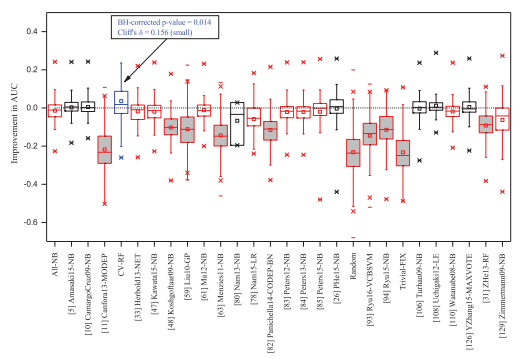 BH-corrected p-value = 0.014
Cliff's δ = 0.156 (small)
Improvement in AUC
0.4
0.2
0.0
-0.2
-0.4
-0.6
All-NB
[5] Amasaki15-NB
[10] CamargoCruz09-NB
[11] Canfora13-MODEP
CV-RF
[33] Herbold13-NET
[47] Kawata15-NB
[48] Koshgoftaar09-NB
[59] Liu10-GP
[61] Ma12-NB
[63] Menzies11-NB
[80] Nam13-NB
[78] Nam15-LR
[82] Panichella14-CODEP-BN
[83] Peters12-NB
[84] Peters13-NB
[85] Peters15-NB
[26] PHe15-NB
Random
[93] Ryu16-VCBSVM
[94] Ryu15-NB
Trivial-FIX
[106] Turhan09-NB
[108] Uchigaki12-LE
[110] Watanabe08-NB
[126] YZhang15-MAXVOTE
[31] ZHe13-RF
[129] Zimmermann09-NB